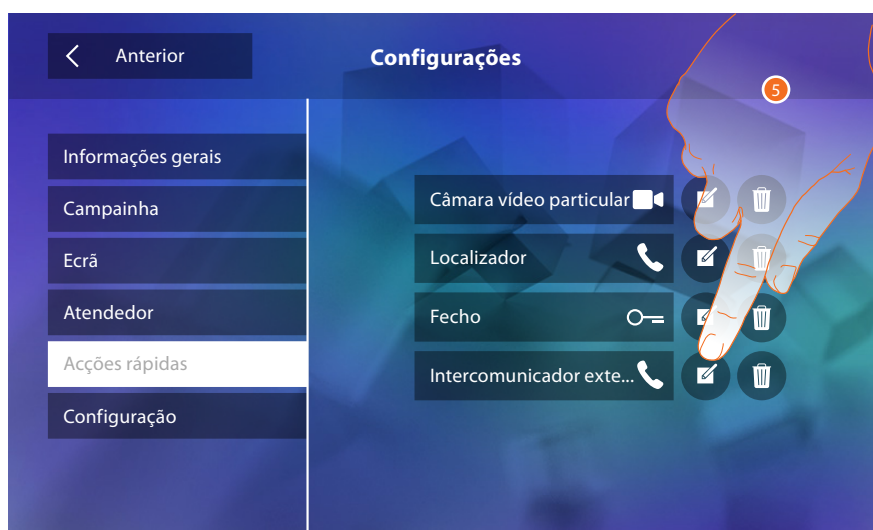 Anterior
Configurações
5
Informações gerais
Campainha
Ecrã
Atendedor
Acções rápidas
Configuração
Câmara vídeo particular
Localizador
Fecho
Intercomunicador exte...